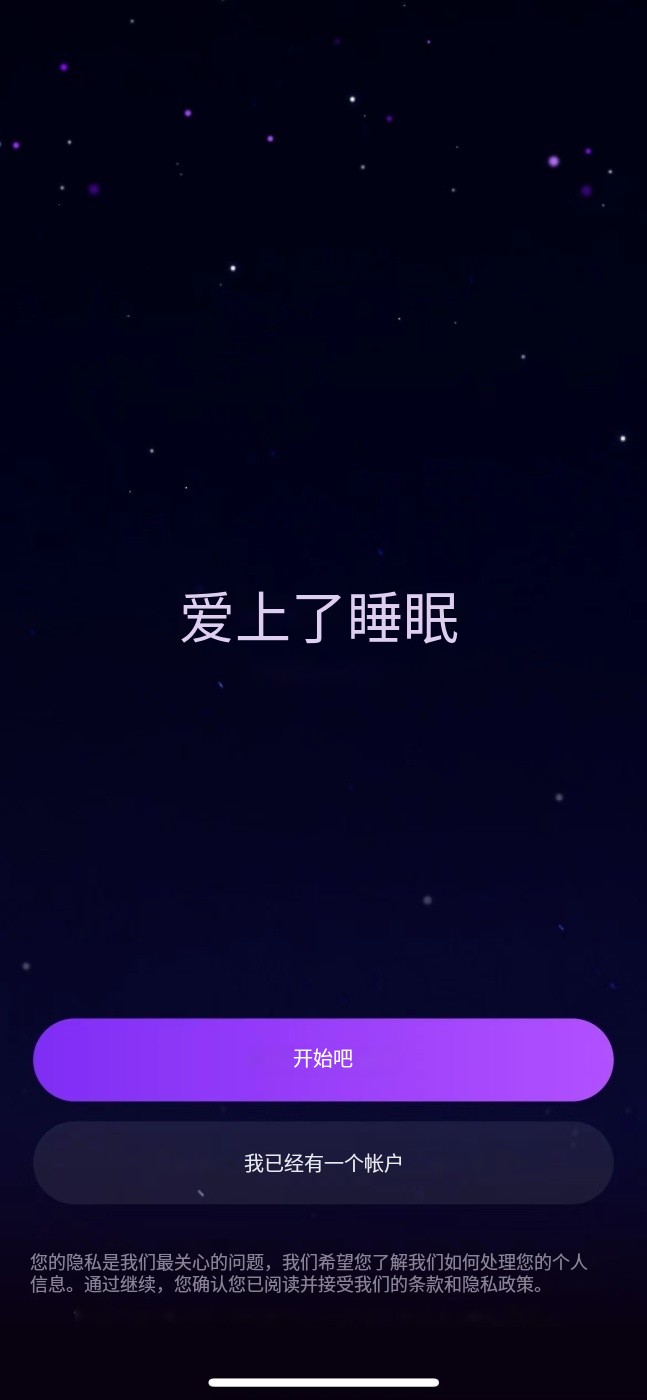 爱上了睡眠
开始吧
我已经有一个帐户
您的隐私是我们最关心的问题，我们希望您了解我们如何处理您的个人
信息。通过继续，您确认您已阅读并接受我们的条款和隐私政策。